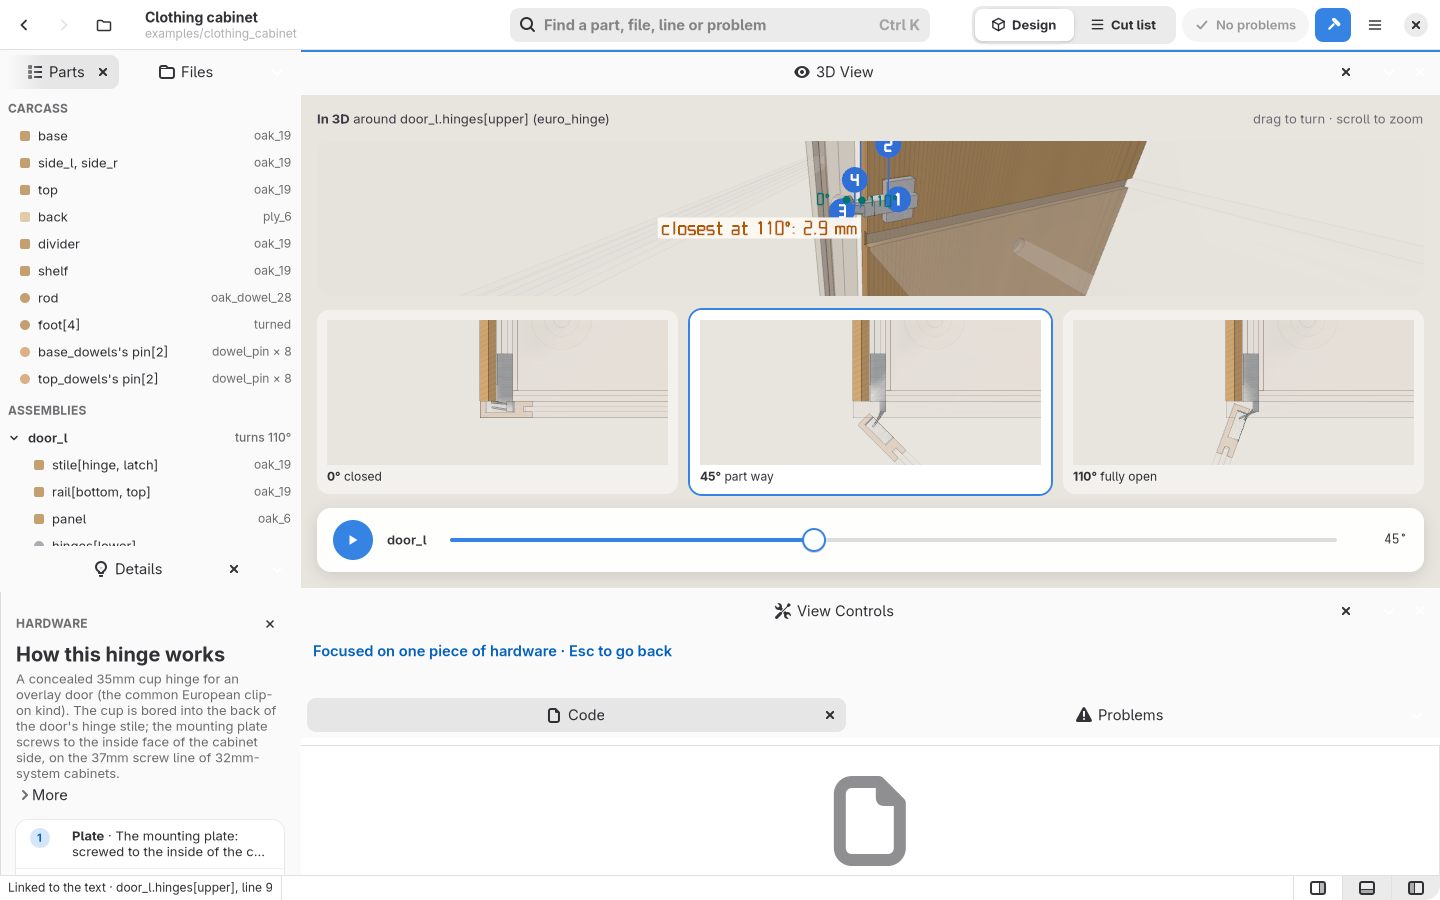 Clothing cabinet
examples/clothing_cabinet
Find a part, file, line or problem Ctrl K
Design
Cut list
No problems
Parts
Files
3D View
CARCASS
base oak_19
side_l, side_r oak_19
top oak_19
back ply_6
divider oak_19
shelf oak_19
rod oak_dowel_28
foot[4] turned
base_dowels's pin[2] dowel_pin × 8
top_dowels's pin[2] dowel_pin × 8
ASSEMBLIES
door_l turns 110°
stile[hinge, latch] oak_19
rail[bottom, top] oak_19
panel oak_6
hinges[lower]
In 3D around door_l.hinges[upper] (euro_hinge)
drag to turn · scroll to zoom
2
4
0° 110°
1
3
closest at 110°: 2.9 mm
0° closed
45° part way
110° fully open
door_l
45°
Details
HARDWARE
How this hinge works
A concealed 35mm cup hinge for an
overlay door (the common European clip-
on kind). The cup is bored into the back of
the door's hinge stile; the mounting plate
screws to the inside face of the cabinet
side, on the 37mm screw line of 32mm-
system cabinets.
More
1
Plate · The mounting plate:
screwed to the inside of the c…
View Controls
Focused on one piece of hardware · Esc to go back
Code
Problems
Linked to the text · door_l.hinges[upper], line 9